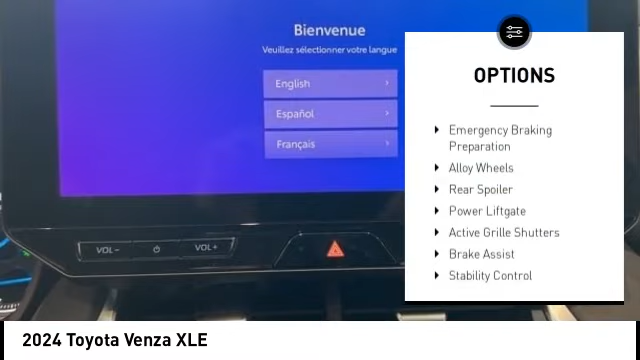 Bienvenue
Veuillez sélectionner votre langue
English
Español
Français
VOL-
VOL+
OPTIONS
Emergency Braking
Preparation
Alloy Wheels
Rear Spoiler
Power Liftgate
Active Grille Shutters
Brake Assist
Stability Control
2024 Toyota Venza XLE